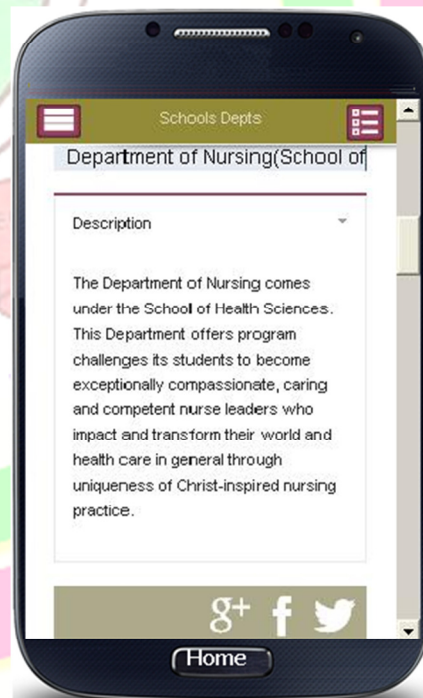 Schools Depts
Department of Nursing(School of
Description
The Department of Nursing comes
under the School of Health Sciences.
This Department offers program
challenges its students to become
exceptionally compassionate, caring
and competent nurse leaders who
impact and transform their world and
health care in general through
uniqueness of Christ-inspired nursing
practice.
g+ f
Home